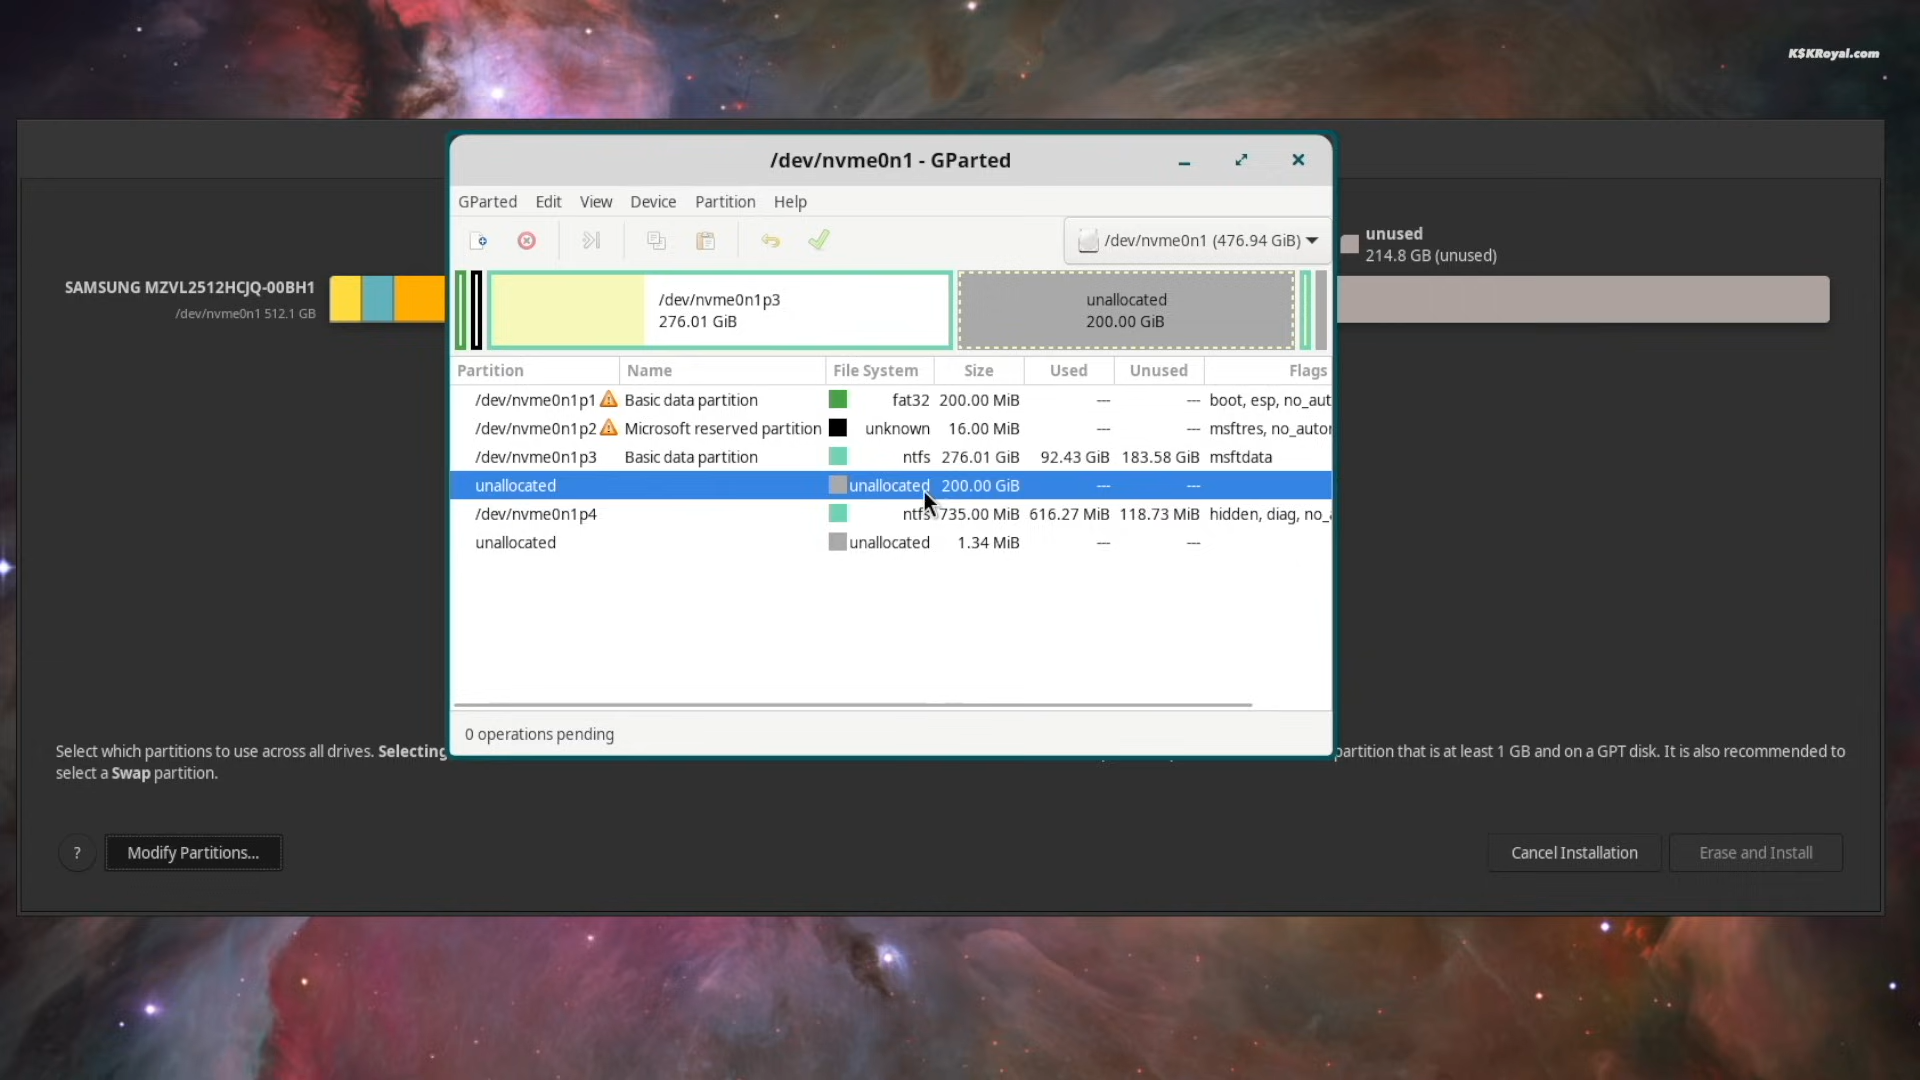 K$KRoyal.com
/dev/nvme0n1 - GParted
GParted Edit View Device Partition Help
/dev/nvme0n1 (476.94 GiB)
unused
214.8 GB (unused)
SAMSUNG MZVL2512HCJQ-00BH1
/dev/nvme0n1 512.1 GB
/dev/nvme0n1p3
276.01 GiB
unallocated
200.00 GiB
Partition Name File System Size Used Unused Flags
/dev/nvme0n1p1 Basic data partition fat32 200.00 MiB --- --- boot, esp, no_aut
/dev/nvme0n1p2 Microsoft reserved partition unknown 16.00 MiB --- --- msftres, no_autor
/dev/nvme0n1p3 Basic data partition ntfs 276.01 GiB 92.43 GiB 183.58 GiB msftdata
unallocated unallocated 200.00 GiB --- ---
/dev/nvme0n1p4 ntfs 735.00 MiB 616.27 MiB 118.73 MiB hidden, diag, no_
unallocated unallocated 1.34 MiB --- ---
0 operations pending
Select which partitions to use across all drives. Selecting partition that is at least 1 GB and on a GPT disk. It is also recommended to
select a Swap partition.
? Modify Partitions... Cancel Installation Erase and Install